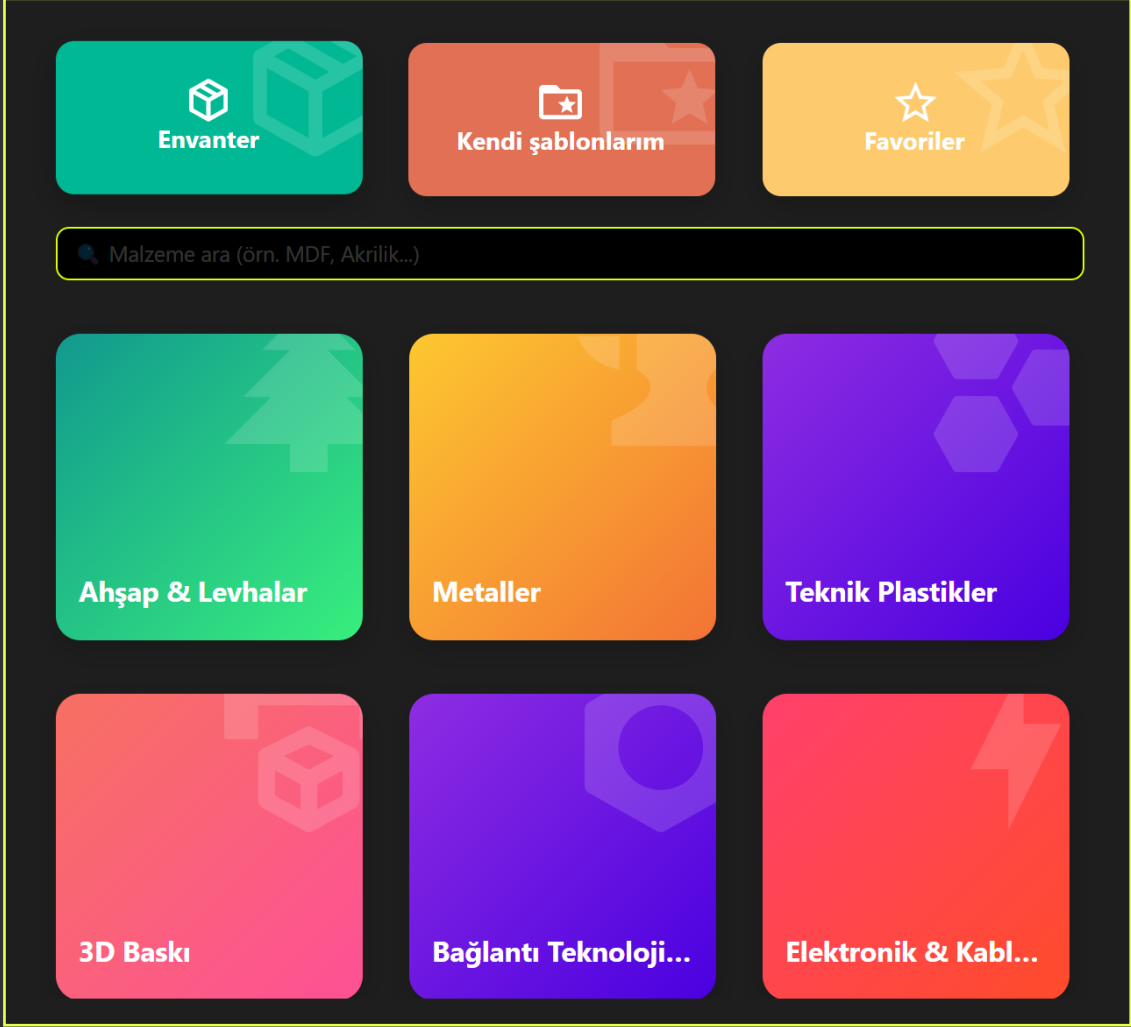 Envanter
Kendi şablonlarım
Favoriler
🔍 Malzeme ara (örn. MDF, Akrilik...)
Ahşap & Levhalar
Metaller
Teknik Plastikler
3D Baskı
Bağlantı Teknoloji...
Elektronik & Kabl...